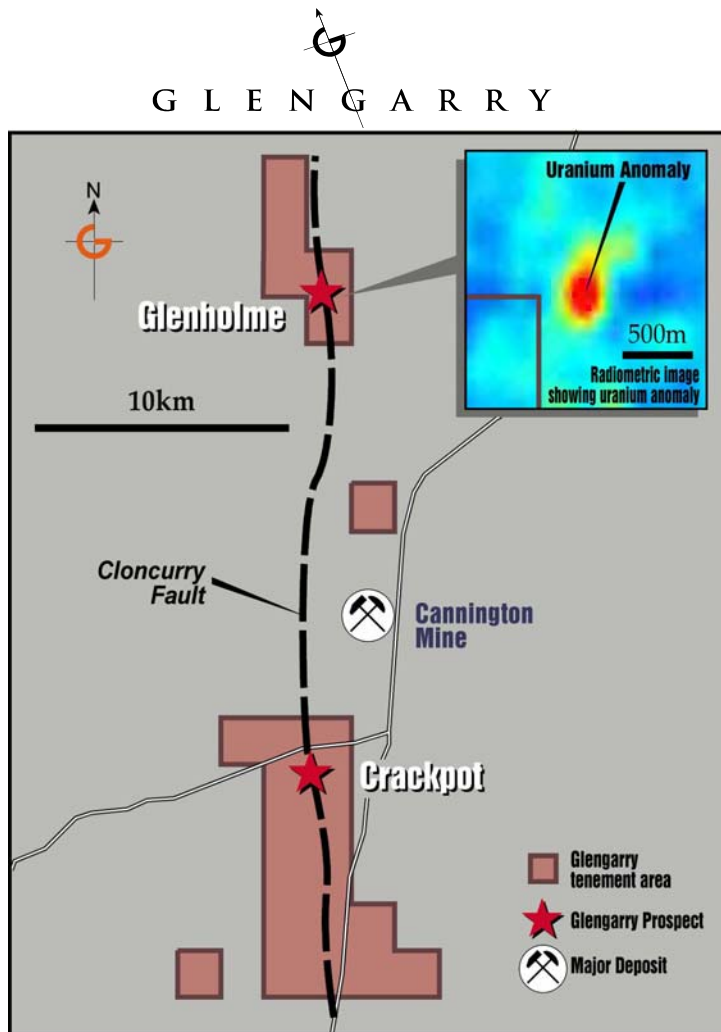 GLENGARRY
N
Uranium Anomaly
500m
Radiometric image
showing uranium anomaly
Glenholme
10km
Cloncurry
Fault
Cannington
Mine
Crackpot
Glengarry
tenement area
Glengarry Prospect
Major Deposit